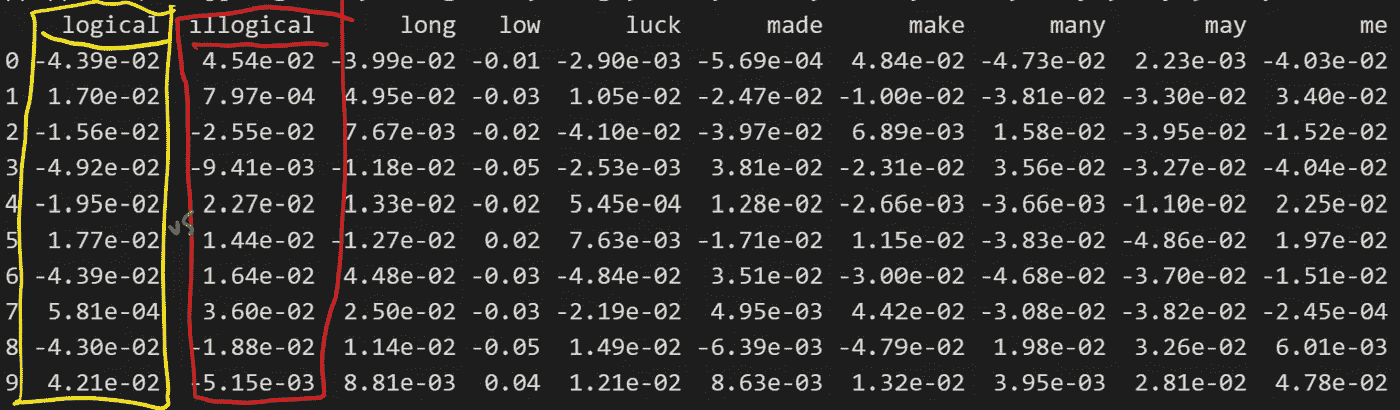 logical illogical long low luck made make many may me
0 -4.39e-02 4.54e-02 -3.99e-02 -0.01 -2.90e-03 -5.69e-04 4.84e-02 -4.73e-02 2.23e-03 -4.03e-02
1 1.70e-02 7.97e-04 4.95e-02 -0.03 1.05e-02 -2.47e-02 -1.00e-02 -3.81e-02 -3.30e-02 3.40e-02
2 -1.56e-02 -2.55e-02 7.67e-03 -0.02 -4.10e-02 -3.97e-02 6.89e-03 1.58e-02 -3.95e-02 -1.52e-02
3 -4.92e-02 -9.41e-03 -1.18e-02 -0.05 -2.53e-03 3.81e-02 -2.31e-02 3.56e-02 -3.27e-02 -4.04e-02
4 -1.95e-02 2.27e-02 1.33e-02 -0.02 5.45e-04 1.28e-02 -2.66e-03 -3.66e-03 -1.10e-02 2.25e-02
vs
5 1.77e-02 1.44e-02 -1.27e-02 0.02 7.63e-03 -1.71e-02 1.15e-02 -3.83e-02 -4.86e-02 1.97e-02
6 -4.39e-02 1.64e-02 4.48e-02 -0.03 -4.84e-02 3.51e-02 -3.00e-02 -4.68e-02 -3.70e-02 -1.51e-02
7 5.81e-04 3.60e-02 2.50e-02 -0.03 -2.19e-02 4.95e-03 4.42e-02 -3.08e-02 -3.82e-02 -2.45e-04
8 -4.30e-02 -1.88e-02 1.14e-02 -0.05 1.49e-02 -6.39e-03 -4.79e-02 1.98e-02 3.26e-02 6.01e-03
9 4.21e-02 -5.15e-03 8.81e-03 0.04 1.21e-02 8.63e-03 1.32e-02 3.95e-03 2.81e-02 4.78e-02